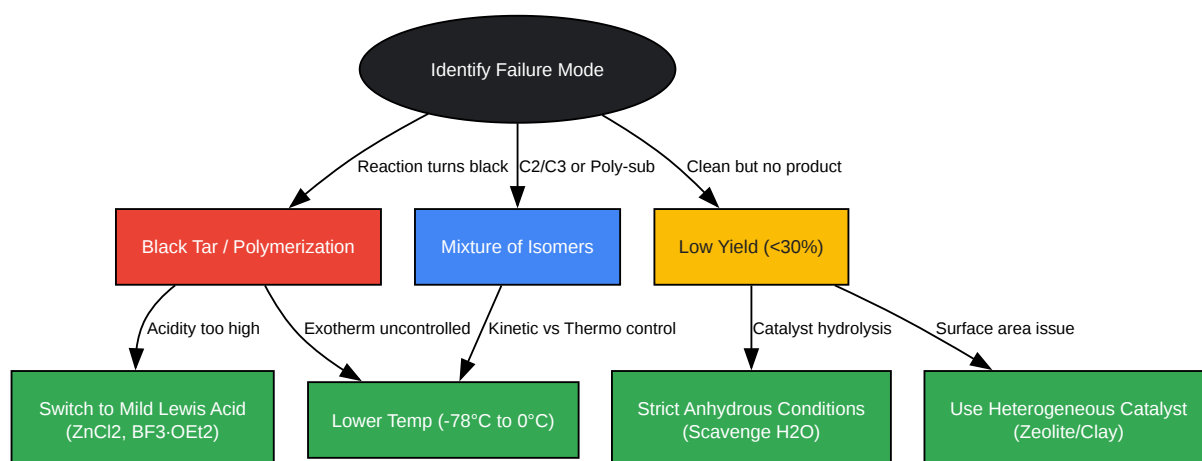 Identify Failure Mode
Reaction turns black
C2/C3 or Poly-sub
Clean but no product
Black Tar / Polymerization
Mixture of Isomers
Low Yield (<30%)
Acidity too high
Exotherm uncontrolled
Kinetic vs Thermo control
Catalyst hydrolysis
Surface area issue
Switch to Mild Lewis Acid
(ZnCl2, BF3·OEt2)
Lower Temp (-78°C to 0°C)
Strict Anhydrous Conditions
(Scavenge H2O)
Use Heterogeneous Catalyst
(Zeolite/Clay)